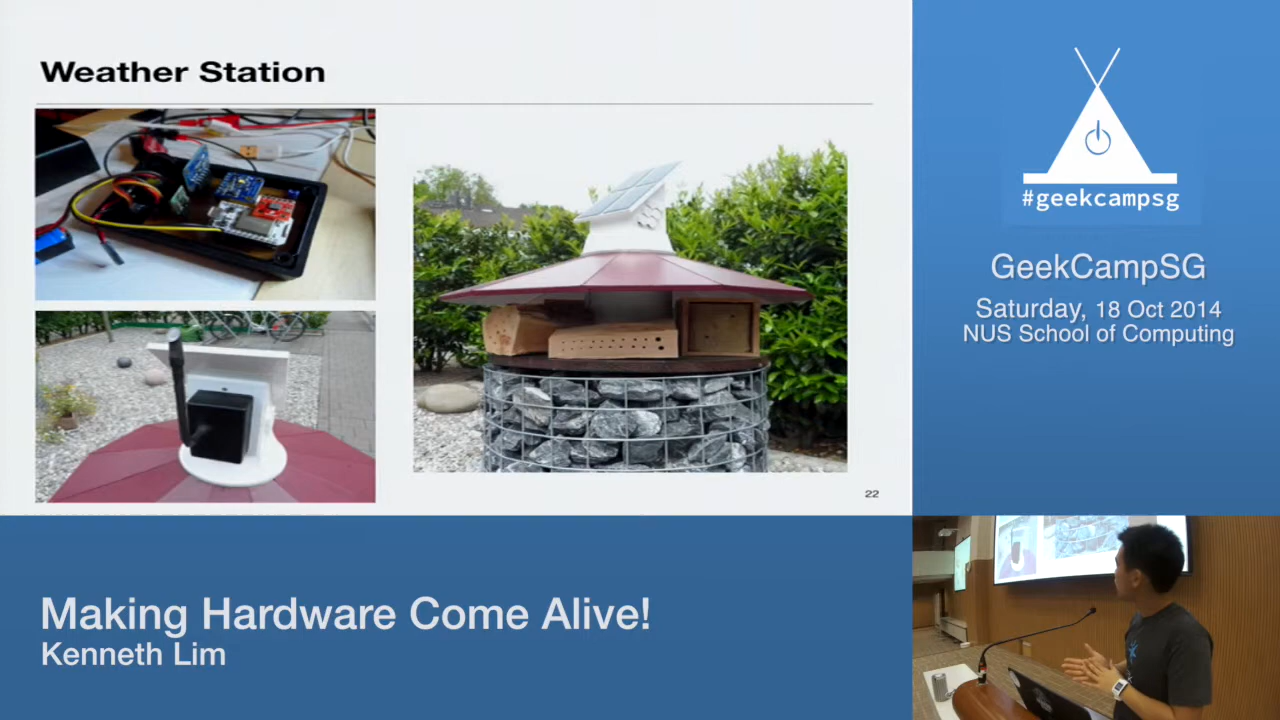 Weather Station
22
#geekcampsg
GeekCampSG
Saturday, 18 Oct 2014
NUS School of Computing
Making Hardware Come Alive!
Kenneth Lim